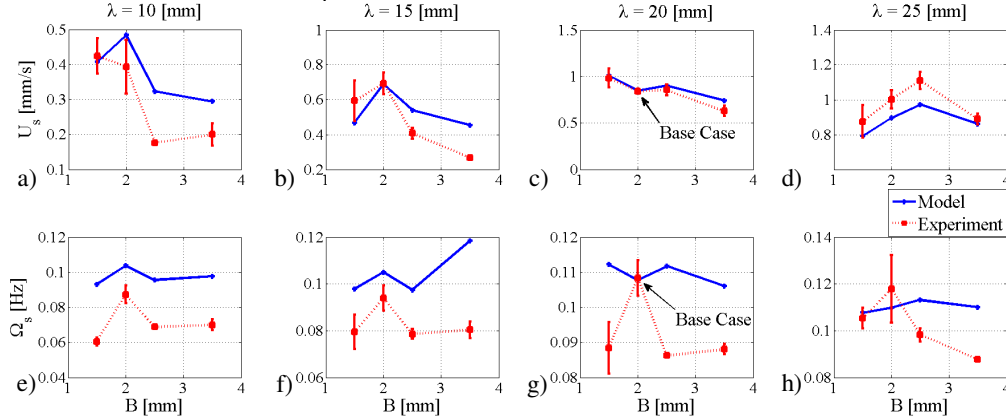 λ = 10 [mm]
λ = 15 [mm]
λ = 20 [mm]
λ = 25 [mm]
U_s [mm/s]
0.5
0.4
0.3
0.2
0.1
1 2 3 4
a)
1
0.8
0.6
0.4
0.2
1 2 3 4
b)
1.5
1
0.5
0
1 2 3 4
Base Case
c)
1.4
1.2
1
0.8
1 2 3 4
d)
Model
Experiment
Ω_s [Hz]
0.12
0.1
0.08
0.06
0.04
1 2 3 4
B [mm]
e)
0.12
0.1
0.08
0.06
1 2 3 4
B [mm]
f)
0.12
0.11
0.1
0.09
0.08
1 2 3 4
Base Case
B [mm]
g)
0.14
0.12
0.1
0.08
1 2 3 4
B [mm]
h)